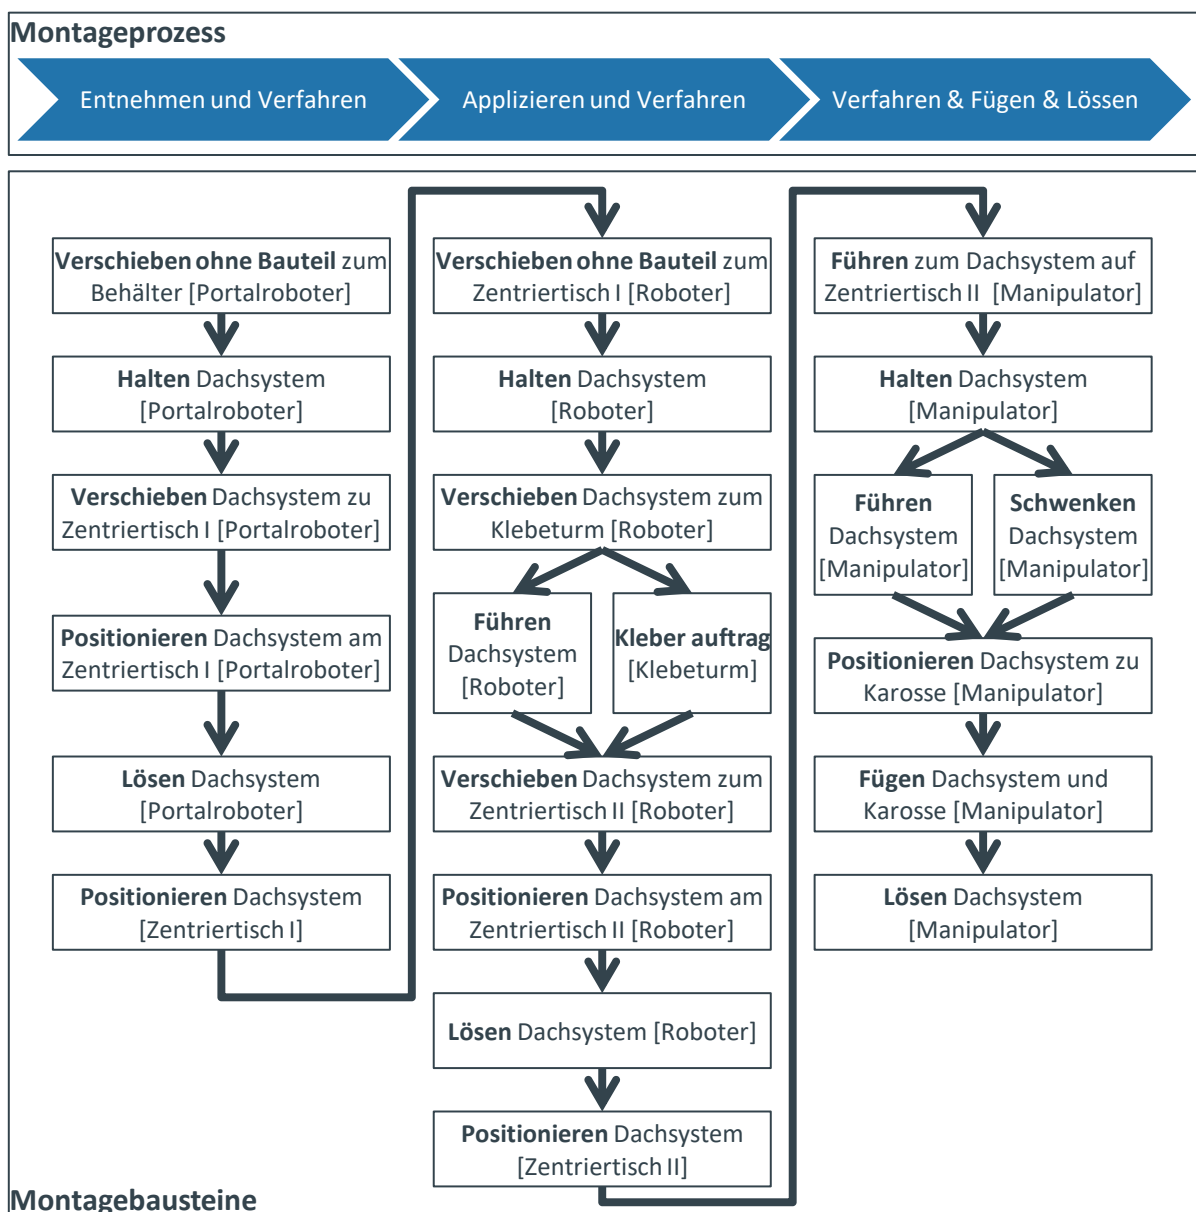 Montageprozess
Entnehmen und Verfahren
Applizieren und Verfahren
Verfahren & Fügen & Lössen
Verschieben ohne Bauteil zum
Behälter [Portalroboter]
Halten Dachsystem
[Portalroboter]
Verschieben Dachsystem zu
Zentriertisch I [Portalroboter]
Positionieren Dachsystem am
Zentriertisch I [Portalroboter]
Lösen Dachsystem
[Portalroboter]
Positionieren Dachsystem
[Zentriertisch I]
Verschieben ohne Bauteil zum
Zentriertisch I [Roboter]
Halten Dachsystem
[Roboter]
Verschieben Dachsystem zum
Klebeturm [Roboter]
Führen
Dachsystem
[Roboter]
Kleber auftrag
[Klebeturm]
Verschieben Dachsystem zum
Zentriertisch II [Roboter]
Positionieren Dachsystem am
Zentriertisch II [Roboter]
Lösen Dachsystem [Roboter]
Positionieren Dachsystem
[Zentriertisch II]
Führen zum Dachsystem auf
Zentriertisch II [Manipulator]
Halten Dachsystem
[Manipulator]
Führen
Dachsystem
[Manipulator]
Schwenken
Dachsystem
[Manipulator]
Positionieren Dachsystem zu
Karosse [Manipulator]
Fügen Dachsystem und
Karosse [Manipulator]
Lösen Dachsystem
[Manipulator]
Montagebausteine